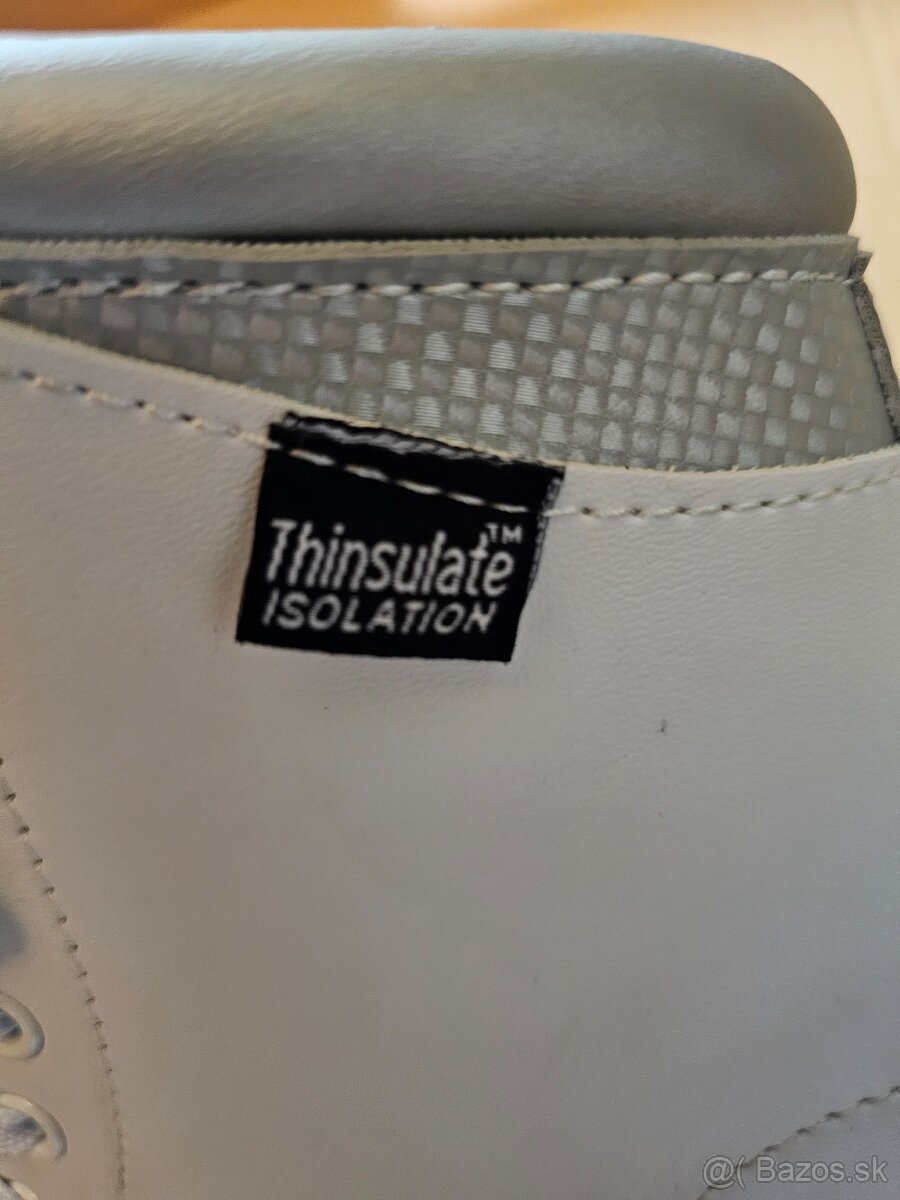 Thinsulate™
ISOLATION
@( Bazos.sk